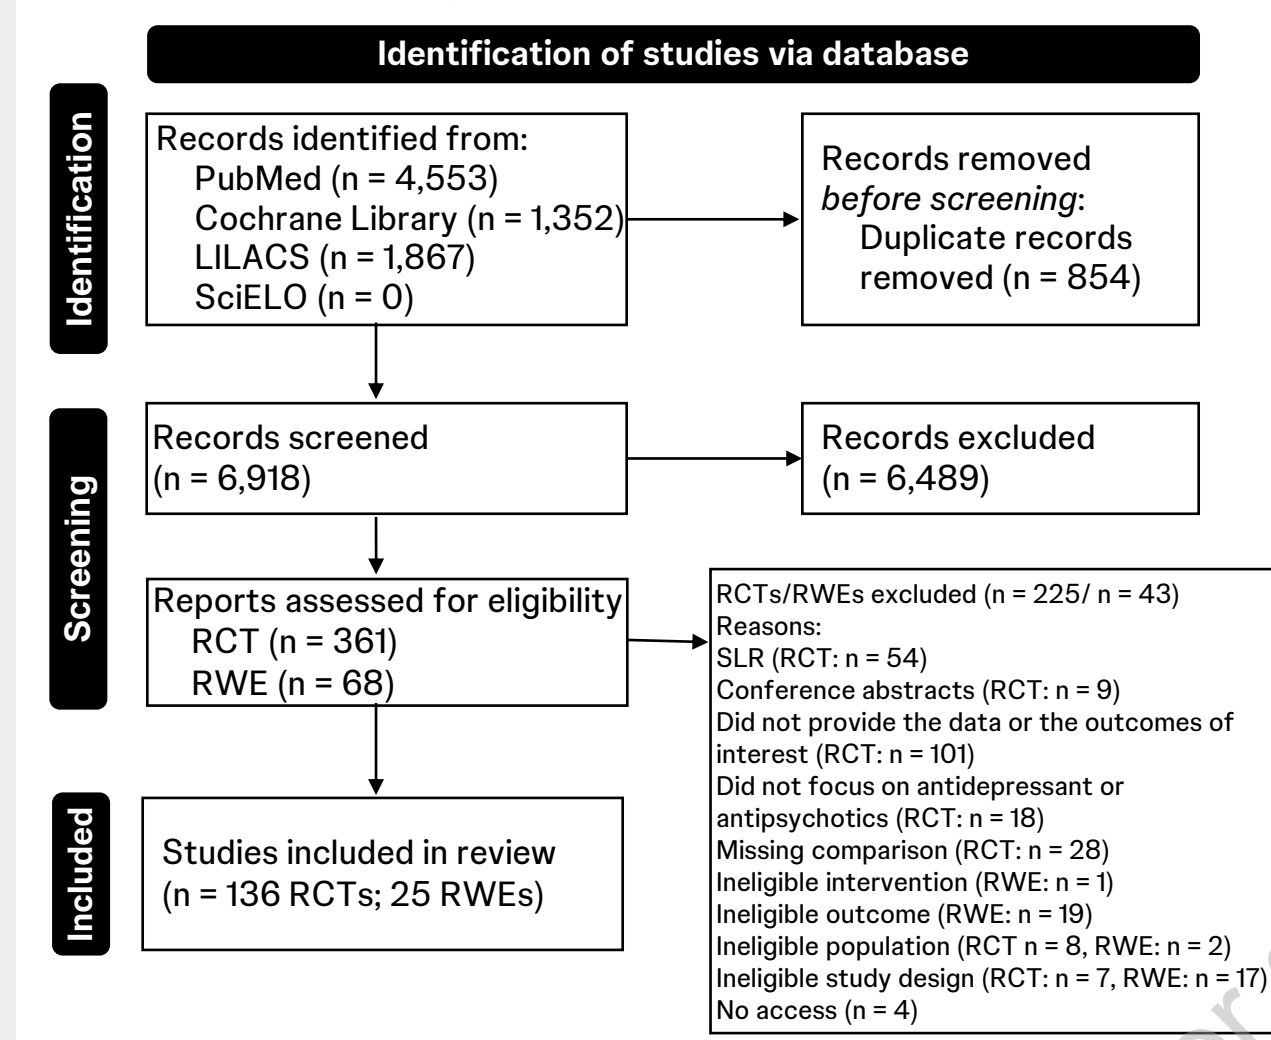 Identification of studies via database
Identification
Records identified from:
PubMed (n = 4,553)
Cochrane Library (n = 1,352)
LILACS (n = 1,867)
SciELO (n = 0)
Records removed
before screening:
Duplicate records
removed (n = 854)
Screening
Records screened
(n = 6,918)
Records excluded
(n = 6,489)
Reports assessed for eligibility
RCT (n = 361)
RWE (n = 68)
RCTs/RWEs excluded (n = 225/ n = 43)
Reasons:
SLR (RCT: n = 54)
Conference abstracts (RCT: n = 9)
Did not provide the data or the outcomes of
interest (RCT: n = 101)
Did not focus on antidepressant or
antipsychotics (RCT: n = 18)
Missing comparison (RCT: n = 28)
Ineligible intervention (RWE: n = 1)
Ineligible outcome (RWE: n = 19)
Ineligible population (RCT n = 8, RWE: n = 2)
Ineligible study design (RCT: n = 7, RWE: n = 17)
No access (n = 4)
Included
Studies included in review
(n = 136 RCTs; 25 RWEs)